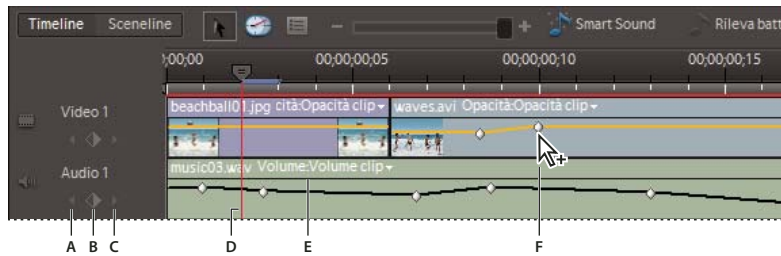 Timeline Sceneline Smart Sound Rileva batt
;00;00 00;00;00;05 00;00;00;10 00;00;00;15
Video 1 beachball01.jpg cità:Opacità clip waves.avi Opacità:Opacità clip
Audio 1 music03.wav Volume:Volume clip
A B C D E F